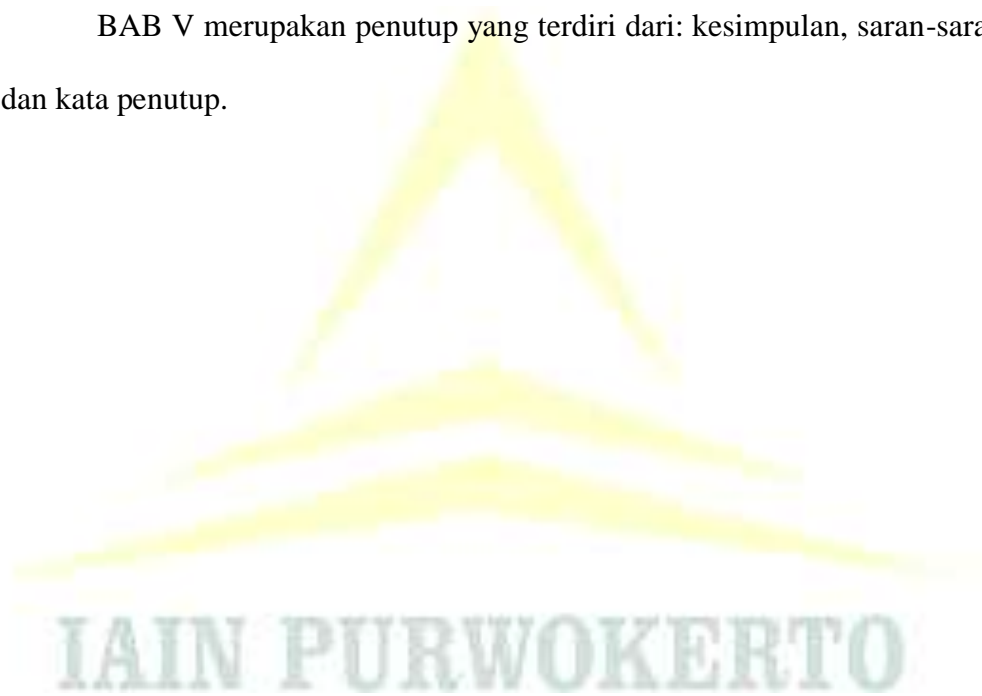 BAB V merupakan penutup yang terdiri dari: kesimpulan, saran-sara
dan kata penutup.
IAIN PURWOKERTO